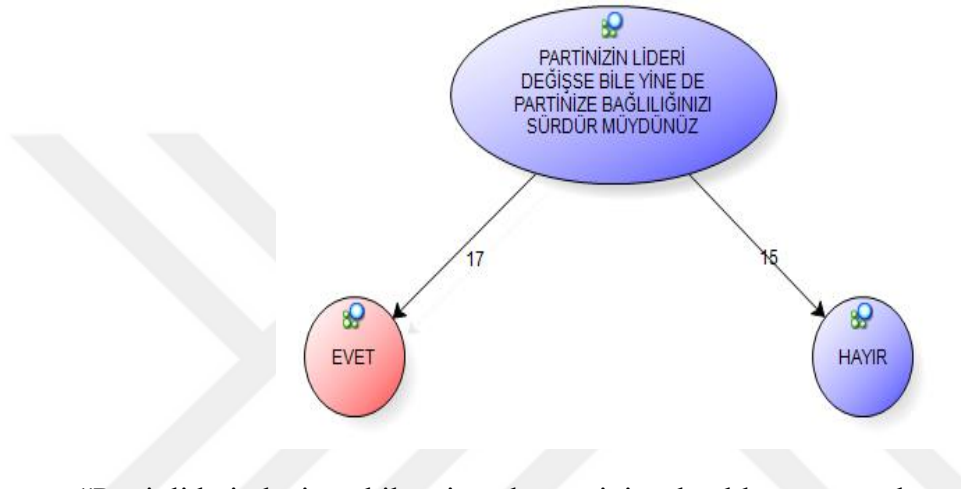 PARTİNİZİN LİDERİ
DEĞİŞSE BİLE YİNE DE
PARTİNİZE BAĞLILIĞINIZI
SÜRDÜR MÜYDÜNÜZ
17
15
EVET
HAYIR